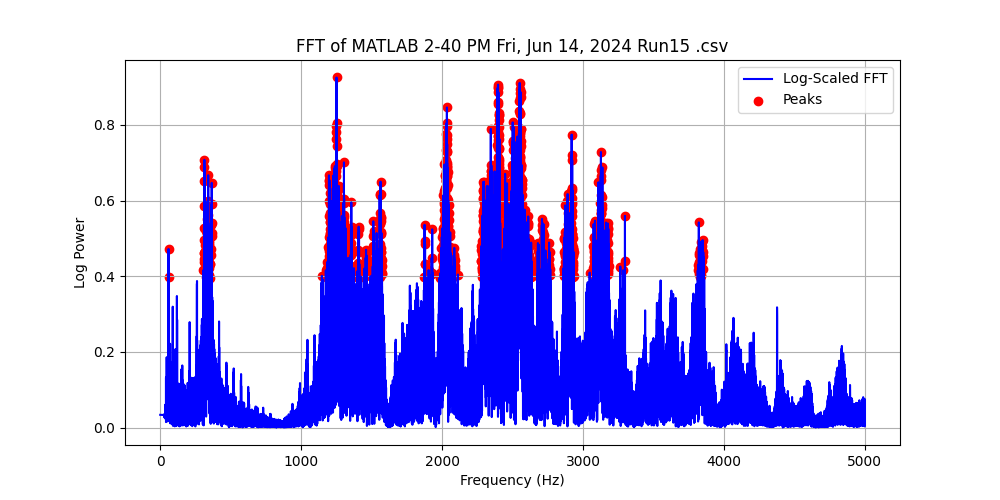 FFT of MATLAB 2-40 PM Fri, Jun 14, 2024 Run15 .csv
Log-Scaled FFT
Peaks
Log Power
0.8
0.6
0.4
0.2
0.0
0 1000 2000 3000 4000 5000
Frequency (Hz)